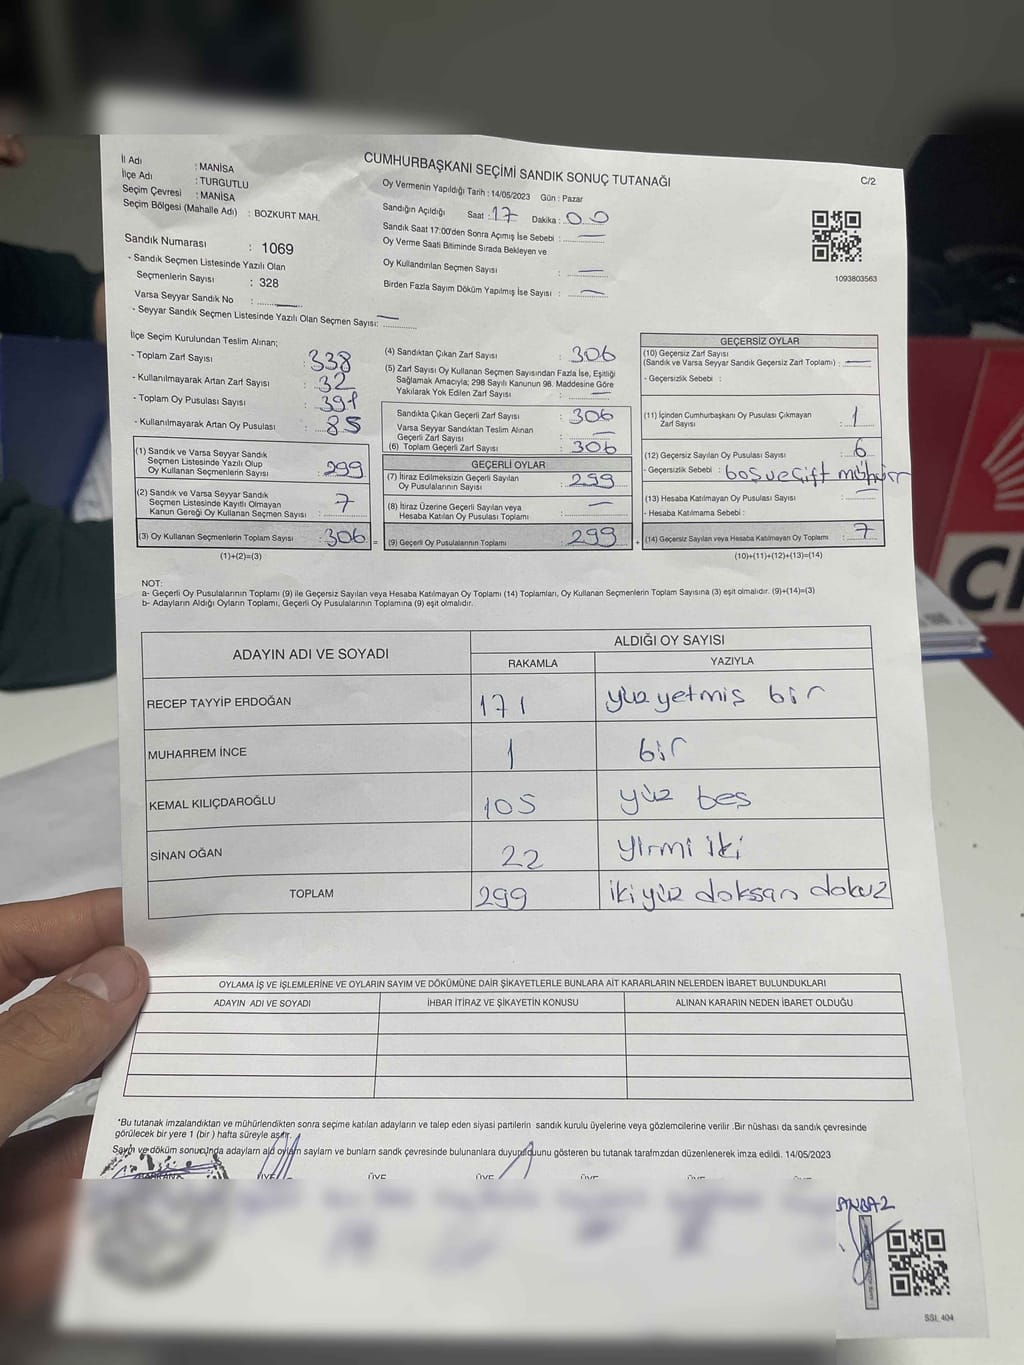 CUMHURBAŞKANI SEÇİMİ SANDIK SONUÇ TUTANAĞI
C/2
İl Adı : MANİSA
İlçe Adı : TURGUTLU
Seçim Çevresi : MANİSA
Seçim Bölgesi (Mahalle Adı) : BOZKURT MAH.
Sandık Numarası : 1069
- Sandık Seçmen Listesinde Yazılı Olan
Seçmenlerin Sayısı : 328
Varsa Seyyar Sandık No :
- Seyyar Sandık Seçmen Listesinde Yazılı Olan Seçmen Sayısı:
Oy Vermenin Yapıldığı Tarih : 14/05/2023 Gün : Pazar
Sandığın Açıldığı Saat : 17 Dakika : 00
Sandık Saat 17:00'den Sonra Açımış İse Sebebi : —
Oy Verme Saati Bitiminde Sırada Bekleyen ve
Oy Kullandırılan Seçmen Sayısı : —
Birden Fazla Sayım Döküm Yapılmış İse Sayısı : —
1093803563
İlçe Seçim Kurulundan Teslim Alınan;
- Toplam Zarf Sayısı : 338
- Kullanılmayarak Artan Zarf Sayısı : 32
- Toplam Oy Pusulası Sayısı : 391
- Kullanılmayarak Artan Oy Pusulası : 85
(1) Sandık ve Varsa Seyyar Sandık
Seçmen Listesinde Yazılı Olup
Oy Kullanan Seçmenlerin Sayısı : 299
(2) Sandık ve Varsa Seyyar Sandık
Seçmen Listesinde Kayıtlı Olmayan
Kanun Gereği Oy Kullanan Seçmen Sayısı : 7
(3) Oy Kullanan Seçmenlerin Toplam Sayısı : 306
(1)+(2)=(3)
(4) Sandıktan Çıkan Zarf Sayısı : 306
(5) Zarf Sayısı Oy Kullanan Seçmen Sayısından Fazla İse, Eşitliği
Sağlamak Amacıyla; 298 Sayılı Kanunun 98. Maddesine Göre
Yakılarak Yok Edilen Zarf Sayısı : —
Sandıkta Çıkan Geçerli Zarf Sayısı : 306
Varsa Seyyar Sandıktan Teslim Alınan
Geçerli Zarf Sayısı : —
(6) Toplam Geçerli Zarf Sayısı : 306
GEÇERLİ OYLAR
(7) İtiraz Edilmeksizin Geçerli Sayılan
Oy Pusulalarının Sayısı : 299
(8) İtiraz Üzerine Geçerli Sayılan veya
Hesaba Katılan Oy Pusulası Toplamı : —
(9) Geçerli Oy Pusulalarının Toplamı : 299
GEÇERSİZ OYLAR
(10) Geçersiz Zarf Sayısı
(Sandık ve Varsa Seyyar Sandık Geçersiz Zarf Toplamı) : —
- Geçersizlik Sebebi :
(11) İçinden Cumhurbaşkanı Oy Pusulası Çıkmayan
Zarf Sayısı : 1
(12) Geçersiz Sayılan Oy Pusulası Sayısı : 6
- Geçersizlik Sebebi : boş ve çift mühür
(13) Hesaba Katılmayan Oy Pusulası Sayısı : —
- Hesaba Katılmama Sebebi :
(14) Geçersiz Sayılan veya Hesaba Katılmayan Oy Toplamı : 7
(10)+(11)+(12)+(13)=(14)
NOT:
a- Geçerli Oy Pusulalarının Toplamı (9) ile Geçersiz Sayılan veya Hesaba Katılmayan Oy Toplamı (14) Toplamları, Oy Kullanan Seçmenlerin Toplam Sayısına (3) eşit olmalıdır. (9)+(14)=(3)
b- Adayların Aldığı Oyların Toplamı, Geçerli Oy Pusulalarının Toplamına (9) eşit olmalıdır.
ADAYIN ADI VE SOYADI
ALDIĞI OY SAYISI
RAKAMLA YAZIYLA
RECEP TAYYİP ERDOĞAN 171 yüz yetmiş bir
MUHARREM İNCE 1 bir
KEMAL KILIÇDAROĞLU 105 yüz beş
SİNAN OĞAN 22 yirmi iki
TOPLAM 299 iki yüz doksan dokuz
OYLAMA İŞ VE İŞLEMLERİNE VE OYLARIN SAYIM VE DÖKÜMÜNE DAİR ŞİKAYETLERLE BUNLARA AİT KARARLARIN NELERDEN İBARET BULUNDUKLARI
ADAYIN ADI VE SOYADI İHBAR İTİRAZ VE ŞİKAYETİN KONUSU ALINAN KARARIN NEDEN İBARET OLDUĞU
*Bu tutanak imzalandıktan ve mühürlendikten sonra seçime katılan adayların ve talep eden siyasi partilerin sandık kurulu üyelerine veya gözlemcilerine verilir .Bir nüshası da sandık çevresinde
görülecek bir yere 1 (bir ) hafta süreyle asılır.
Sayım ve döküm sonucunda adayların ald oyların sayların ve bunların sandk çevresinde bulunanlara duyurulduunu gösteren bu tutanak tarafmzdan düzenlenerek imza edildi. 14/05/2023
ÜYE ÜYE ÜYE ÜYE ÜYE ÜYE
SSI_404